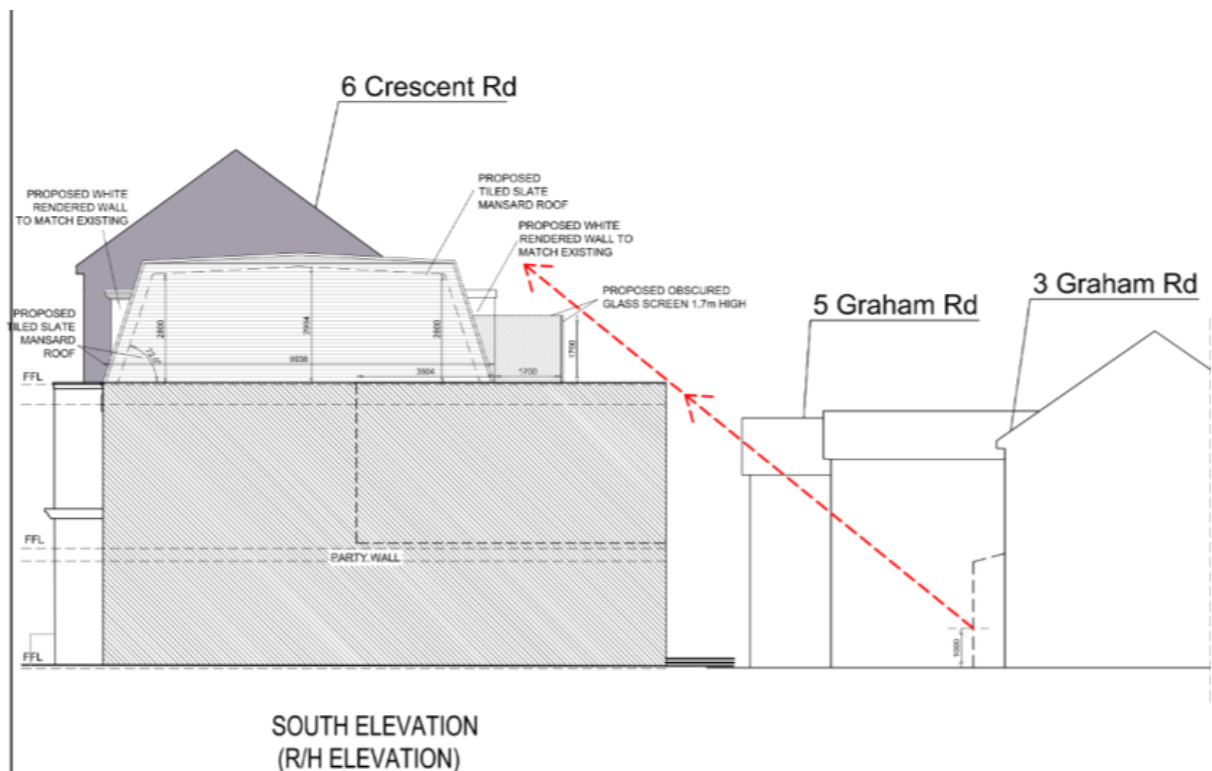 6 Crescent Rd
PROPOSED WHITE
RENDERED WALL
TO MATCH EXISTING
PROPOSED
TILED SLATE
MANSARD ROOF
PROPOSED WHITE
RENDERED WALL TO
MATCH EXISTING
PROPOSED OBSCURED
GLASS SCREEN 1.7m HIGH
3 Graham Rd
5 Graham Rd
PROPOSED
TILED SLATE
MANSARD
ROOF
2800
2994
2800
1700
72.0°
9938
3504
1700
FFL
FFL
PARTY WALL
1000
FFL
SOUTH ELEVATION
(R/H ELEVATION)